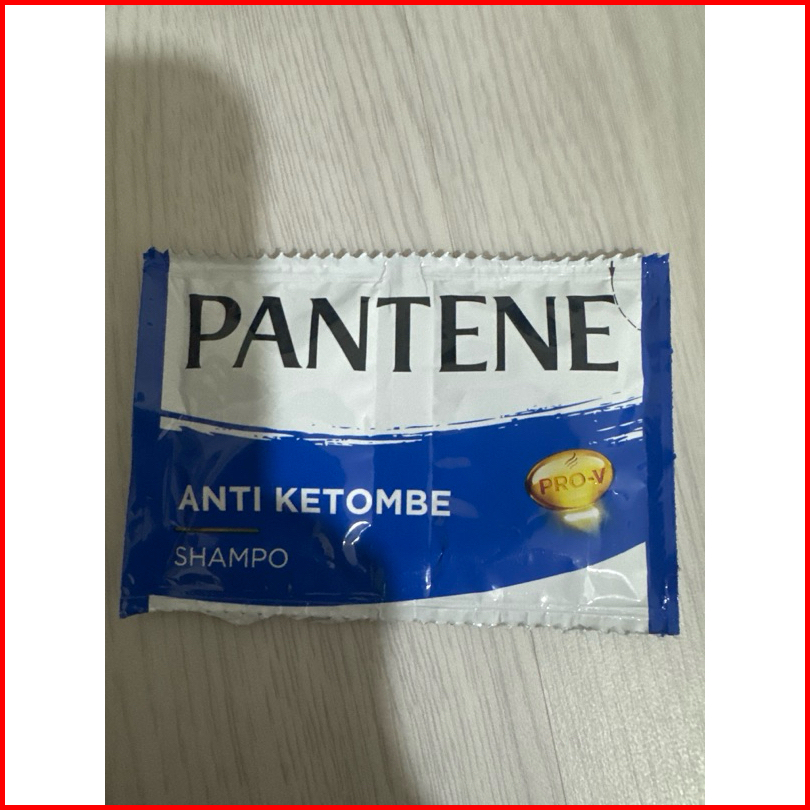 PANTENE
PRO-V
ANTI KETOMBE
SHAMPO